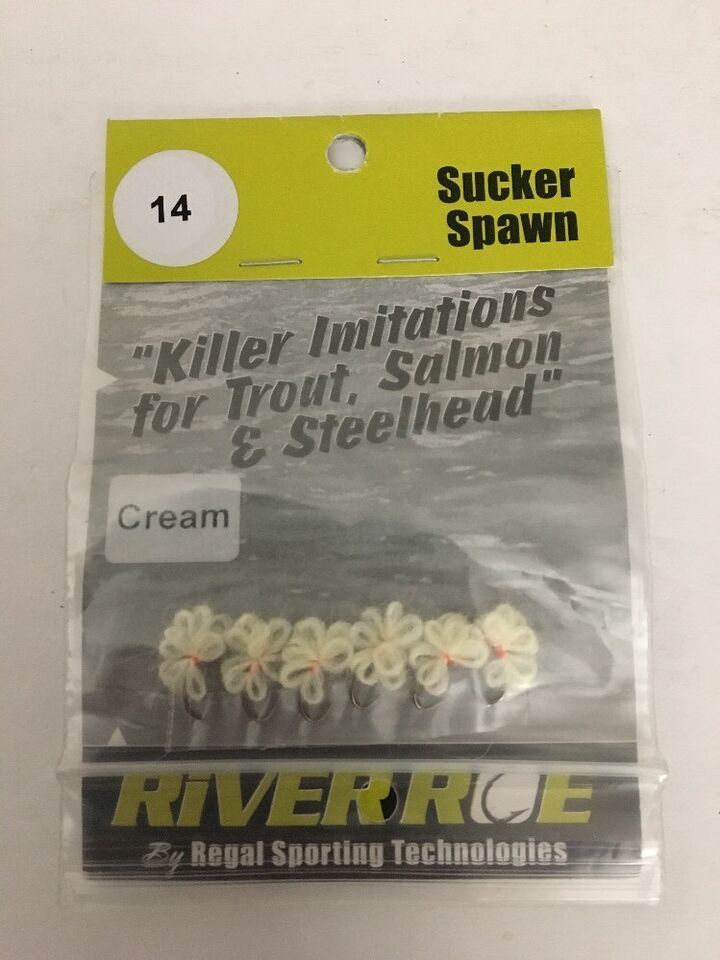 14
Sucker
Spawn
"Killer Imitations
for Trout, Salmon
& Steelhead"
Cream
RiVER ROE
By Regal Sporting Technologies